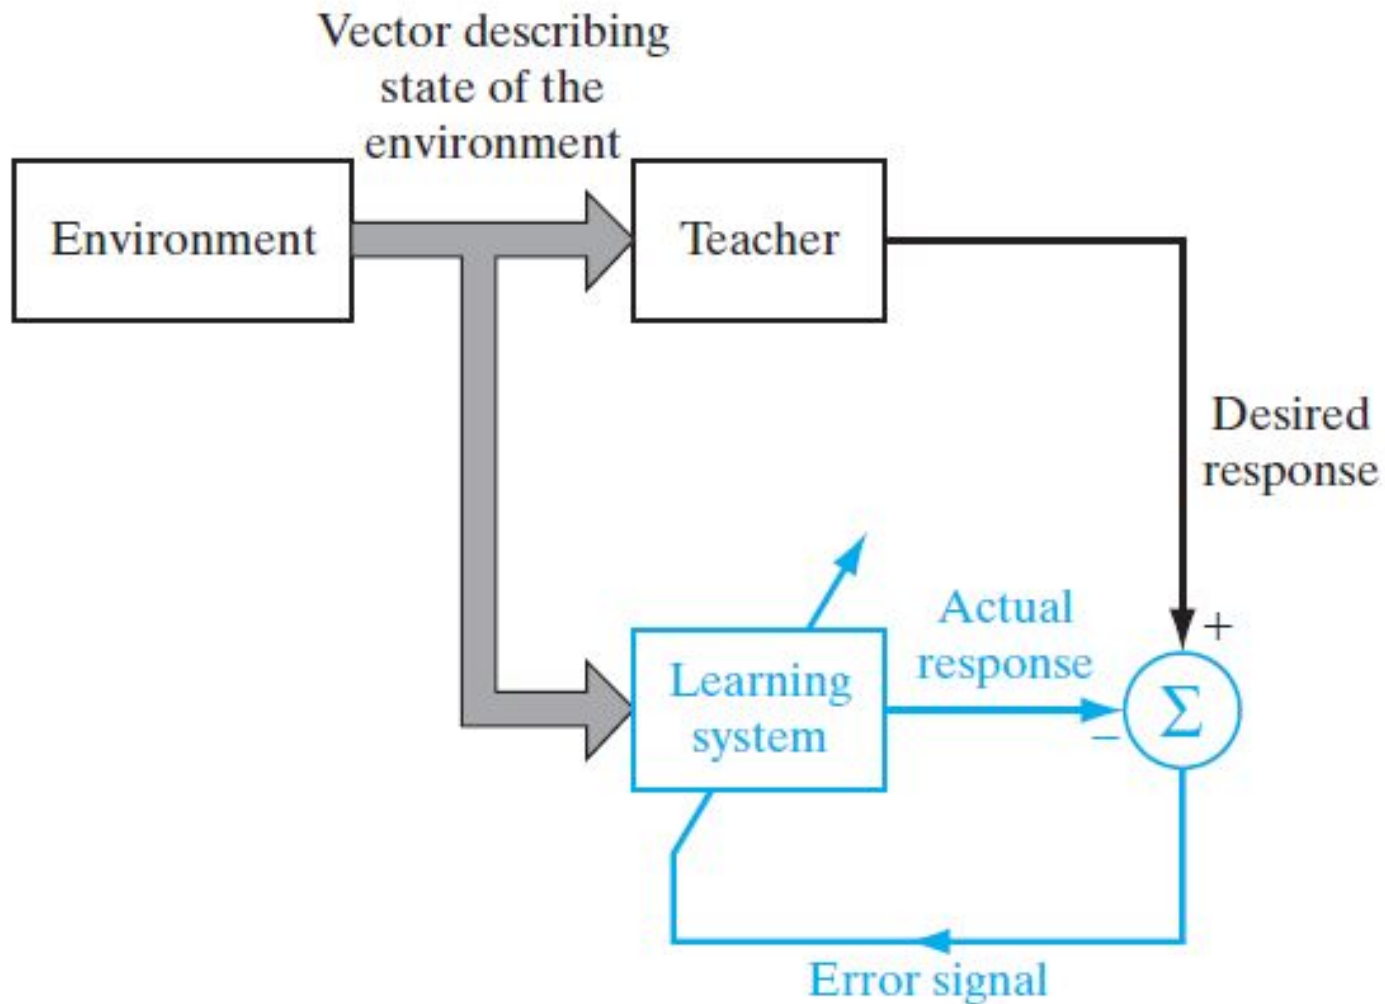 Vector describing
state of the
environment
Environment
Teacher
Desired
response
Actual
response
+
−
Σ
Learning
system
Error signal